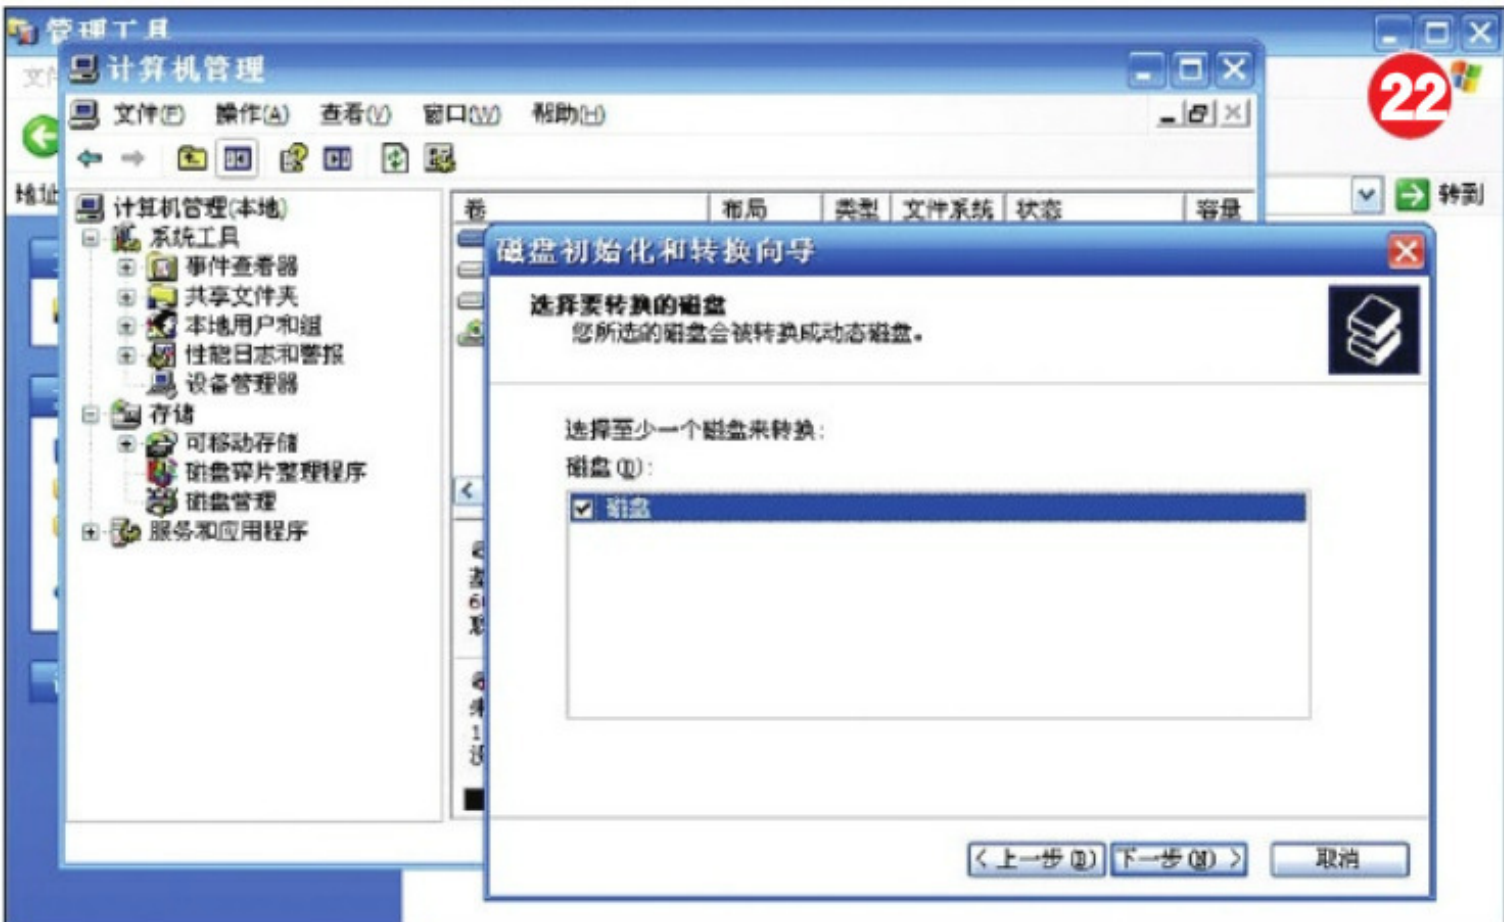 管理工具
22
计算机管理
文件(F) 操作(A) 查看(V) 窗口(W) 帮助(H)
地址
转到
计算机管理(本地)
系统工具
事件查看器
共享文件夹
本地用户和组
性能日志和警报
设备管理器
存储
可移动存储
磁盘碎片整理程序
磁盘管理
服务和应用程序
卷 布局 类型 文件系统 状态 容量
磁盘初始化和转换向导
选择要转换的磁盘
您所选的磁盘会被转换成动态磁盘。
选择至少一个磁盘来转换:
磁盘(D):
磁盘
< 上一步(B) 下一步(N) > 取消